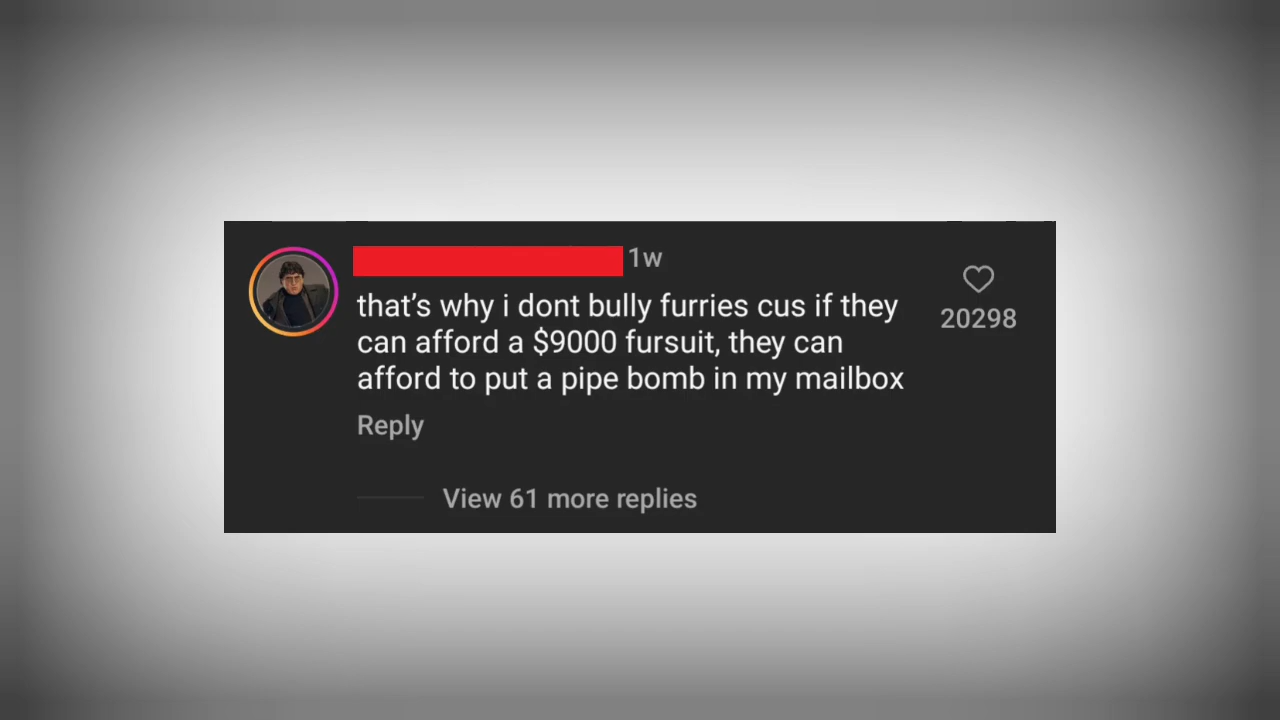 1w
that's why i dont bully furries cus if they
can afford a $9000 fursuit, they can
afford to put a pipe bomb in my mailbox
20298
Reply
View 61 more replies